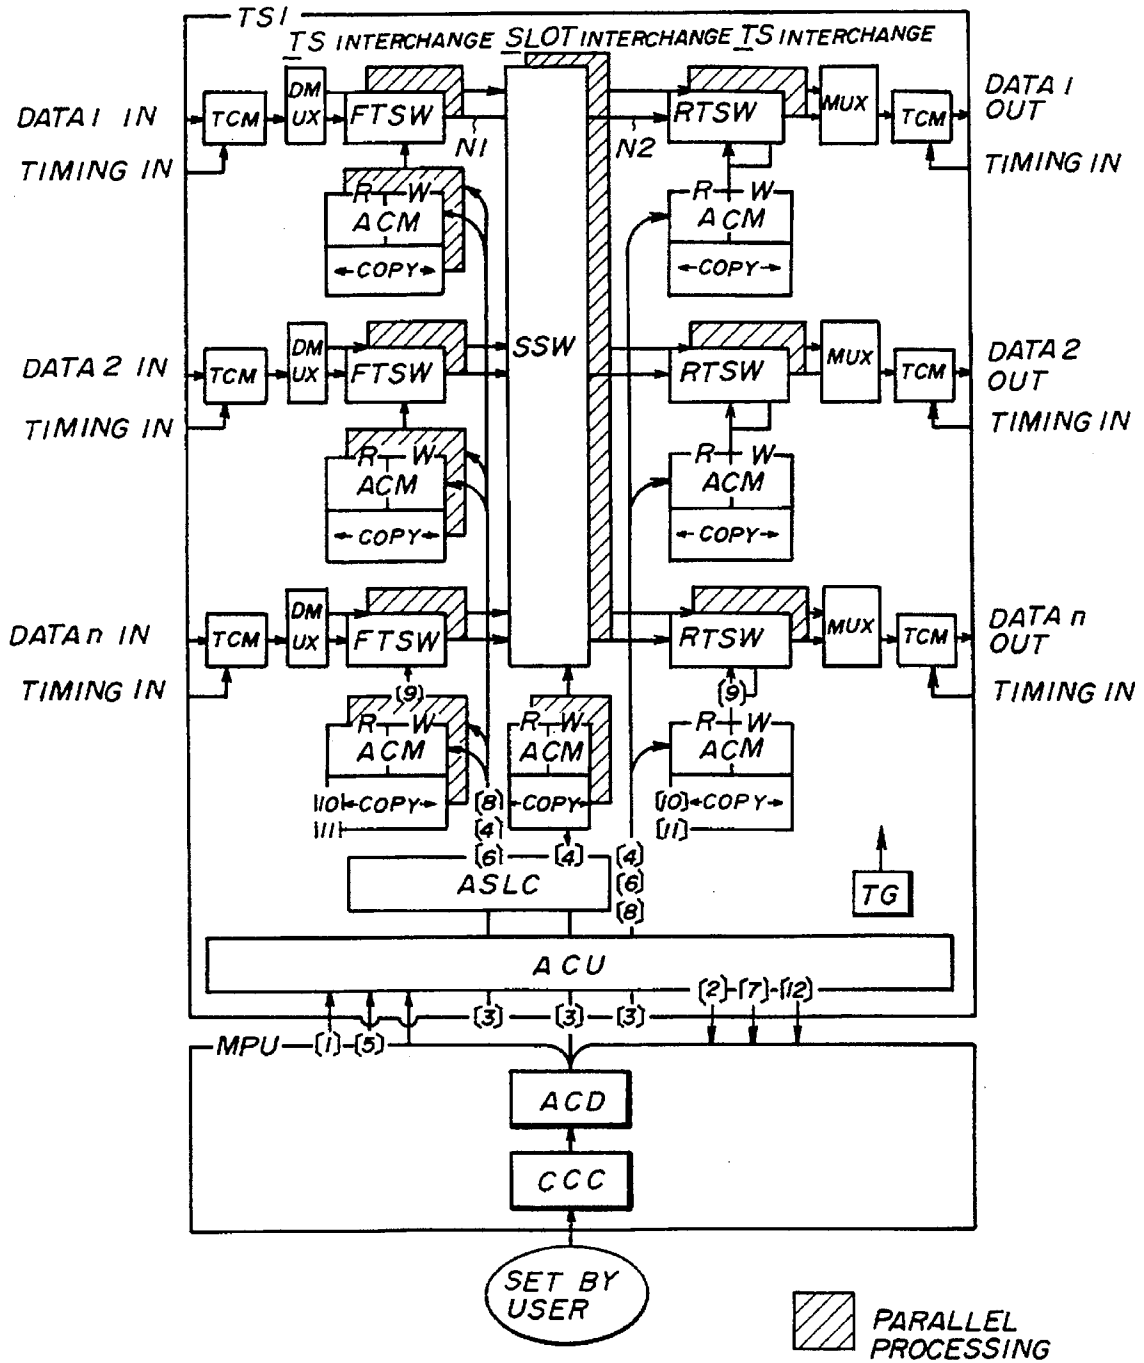 TSI
TS INTERCHANGE SLOT INTERCHANGE TS INTERCHANGE
DATA 1 IN
TCM
DM
UX
FTSW
N1
SSW
N2
RTSW
MUX
TCM
DATA 1
OUT
TIMING IN
TIMING IN
R W
ACM
COPY
R W
ACM
COPY
DATA 2 IN
TCM
DM
UX
FTSW
RTSW
MUX
TCM
DATA 2
OUT
TIMING IN
TIMING IN
R W
ACM
COPY
R W
ACM
COPY
DATA n IN
TCM
DM
UX
FTSW
RTSW
MUX
TCM
DATA n
OUT
TIMING IN
TIMING IN
[9]
[9]
R W
ACM
[10] COPY
[11]
R W
ACM
COPY
R W
ACM
[10] COPY
[11]
[8]
[4]
[6]
[4]
[4]
[6]
[8]
ASLC
TG
ACU
[2] [7] [12]
[3] [3] [3]
MPU [1] [5]
ACD
CCC
SET BY
USER
PARALLEL
PROCESSING